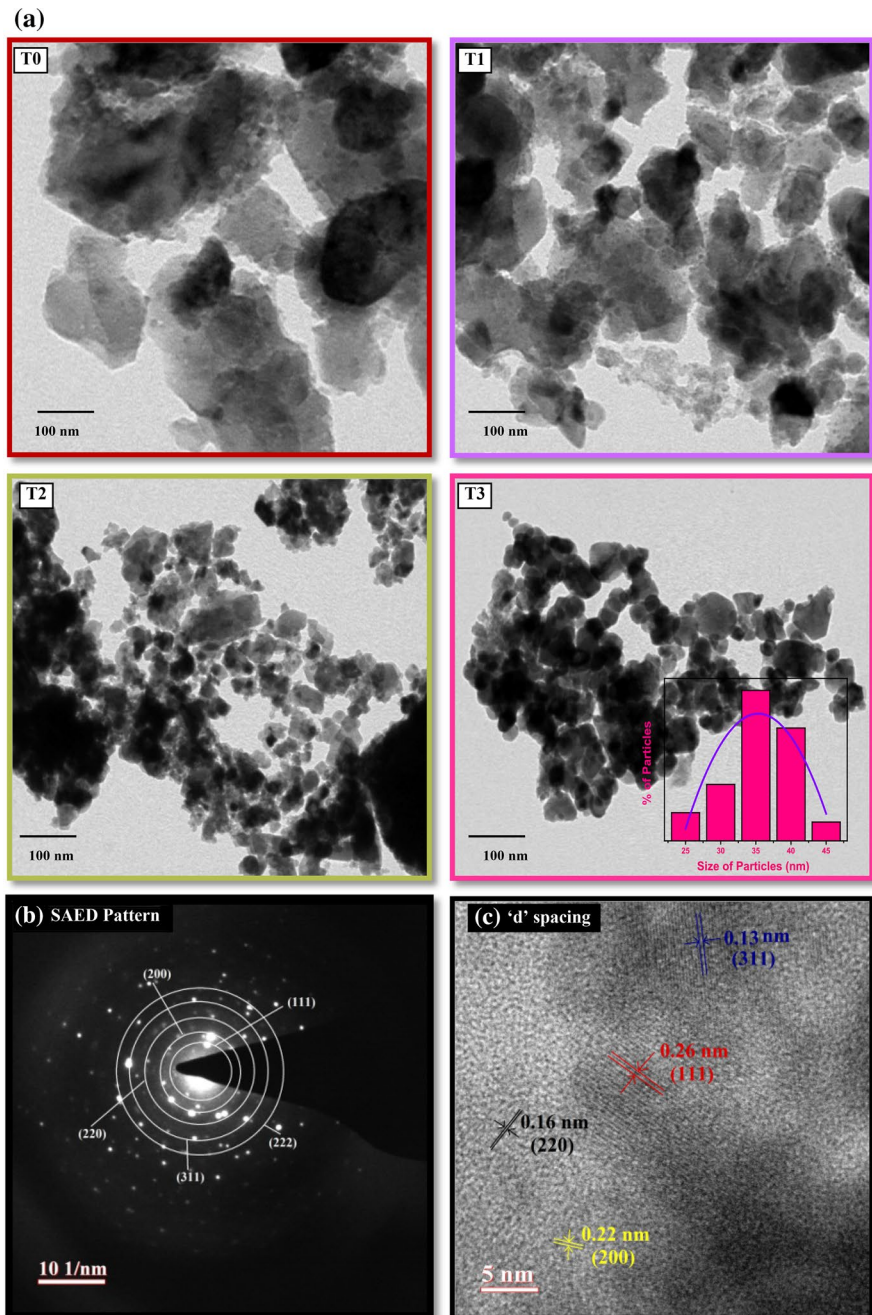 (a)
T0
100 nm
T1
100 nm
T2
100 nm
T3
100 nm
% of Particles
25 30 35 40 45
Size of Particles (nm)
(b) SAED Pattern
(200)
(111)
(220)
(311)
(222)
10 1/nm
(c) ‘d’ spacing
0.13 nm
(311)
0.26 nm
(111)
0.16 nm
(220)
0.22 nm
(200)
5 nm